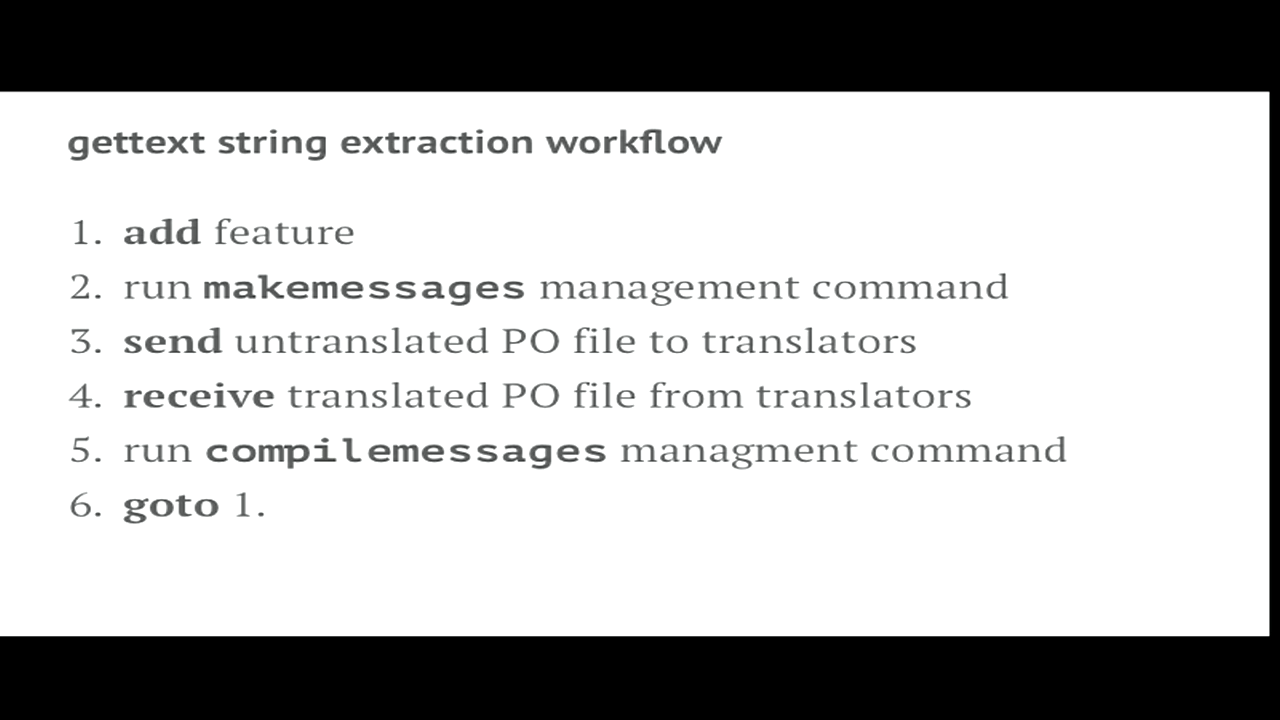 gettext string extraction workflow
1. add feature
2. run makemessages management command
3. send untranslated PO file to translators
4. receive translated PO file from translators
5. run compilemessages managment command
6. goto 1.